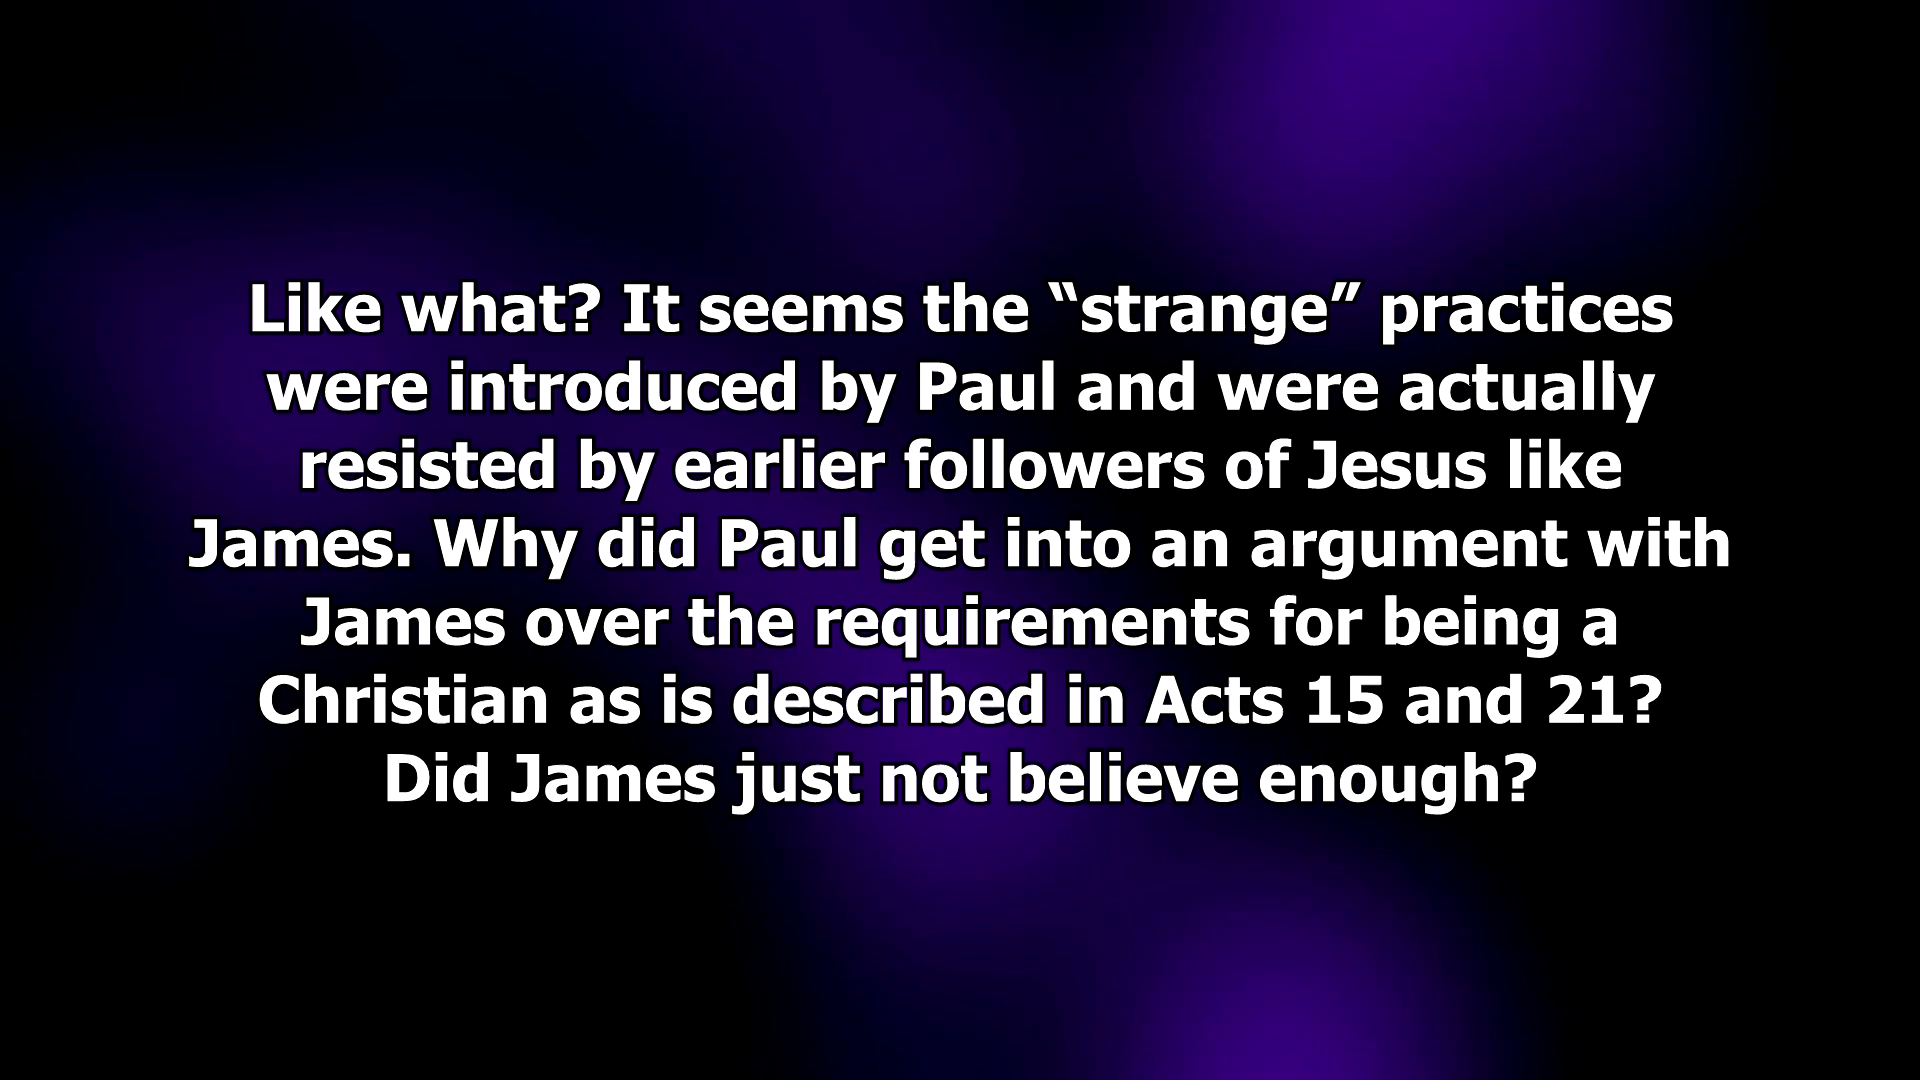 Like what? It seems the “strange” practices
were introduced by Paul and were actually
resisted by earlier followers of Jesus like
James. Why did Paul get into an argument with
James over the requirements for being a
Christian as is described in Acts 15 and 21?
Did James just not believe enough?